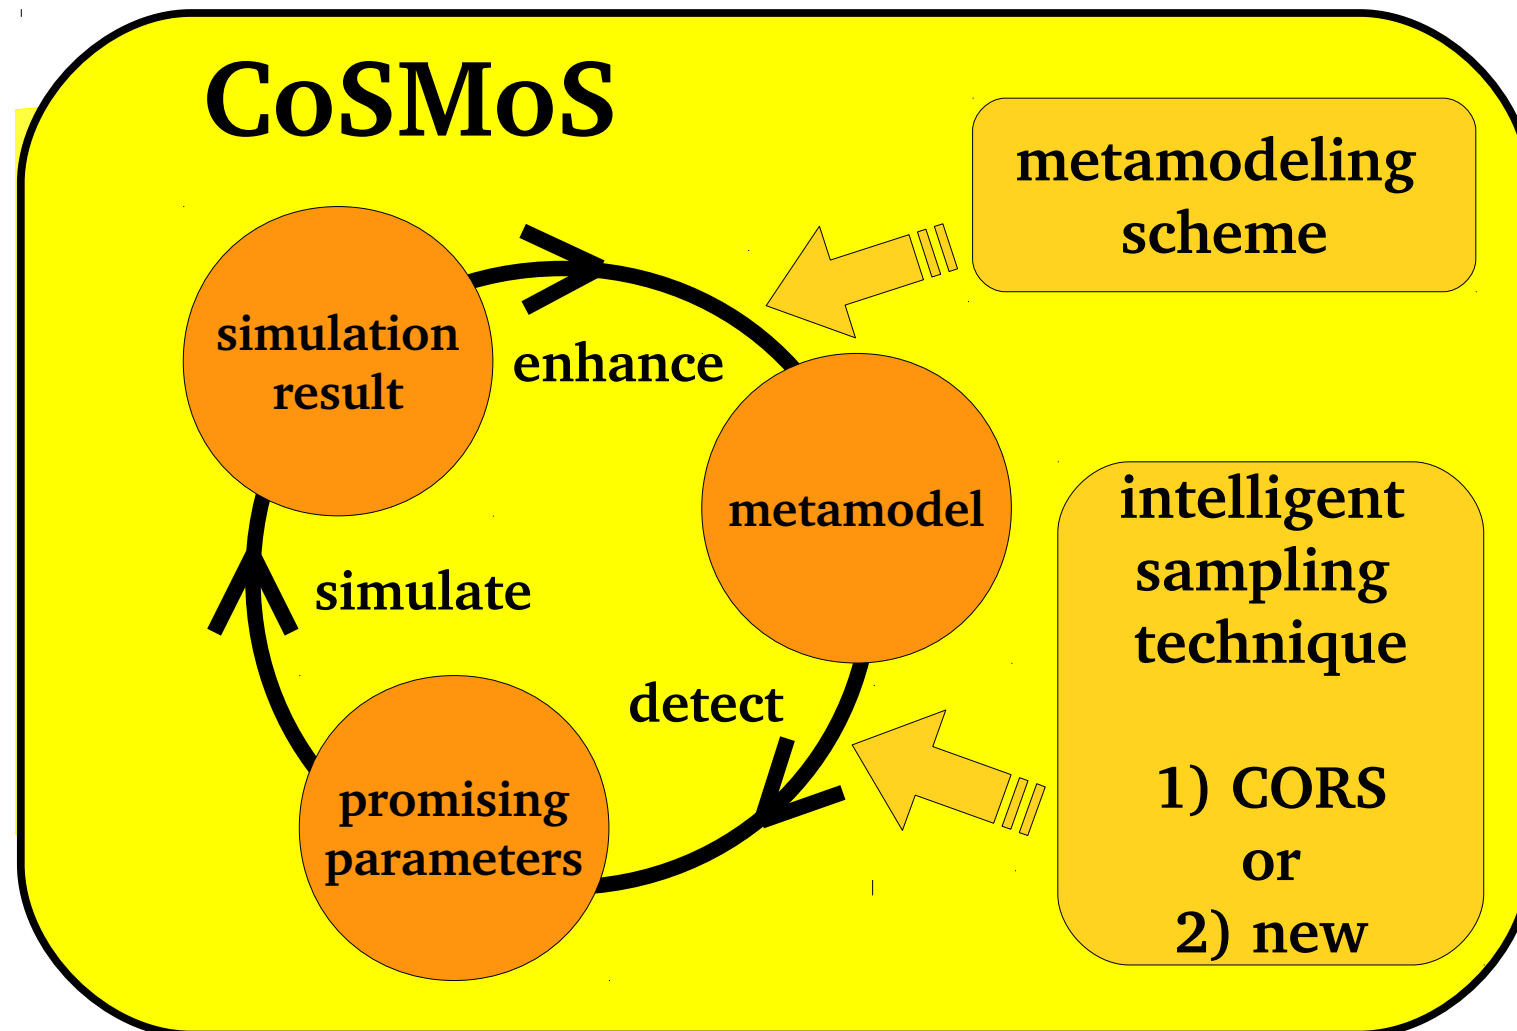 CoSMoS
metamodeling
scheme
simulation
result
enhance
metamodel
intelligent
sampling
technique
1) CORS
or
2) new
simulate
detect
promising
parameters